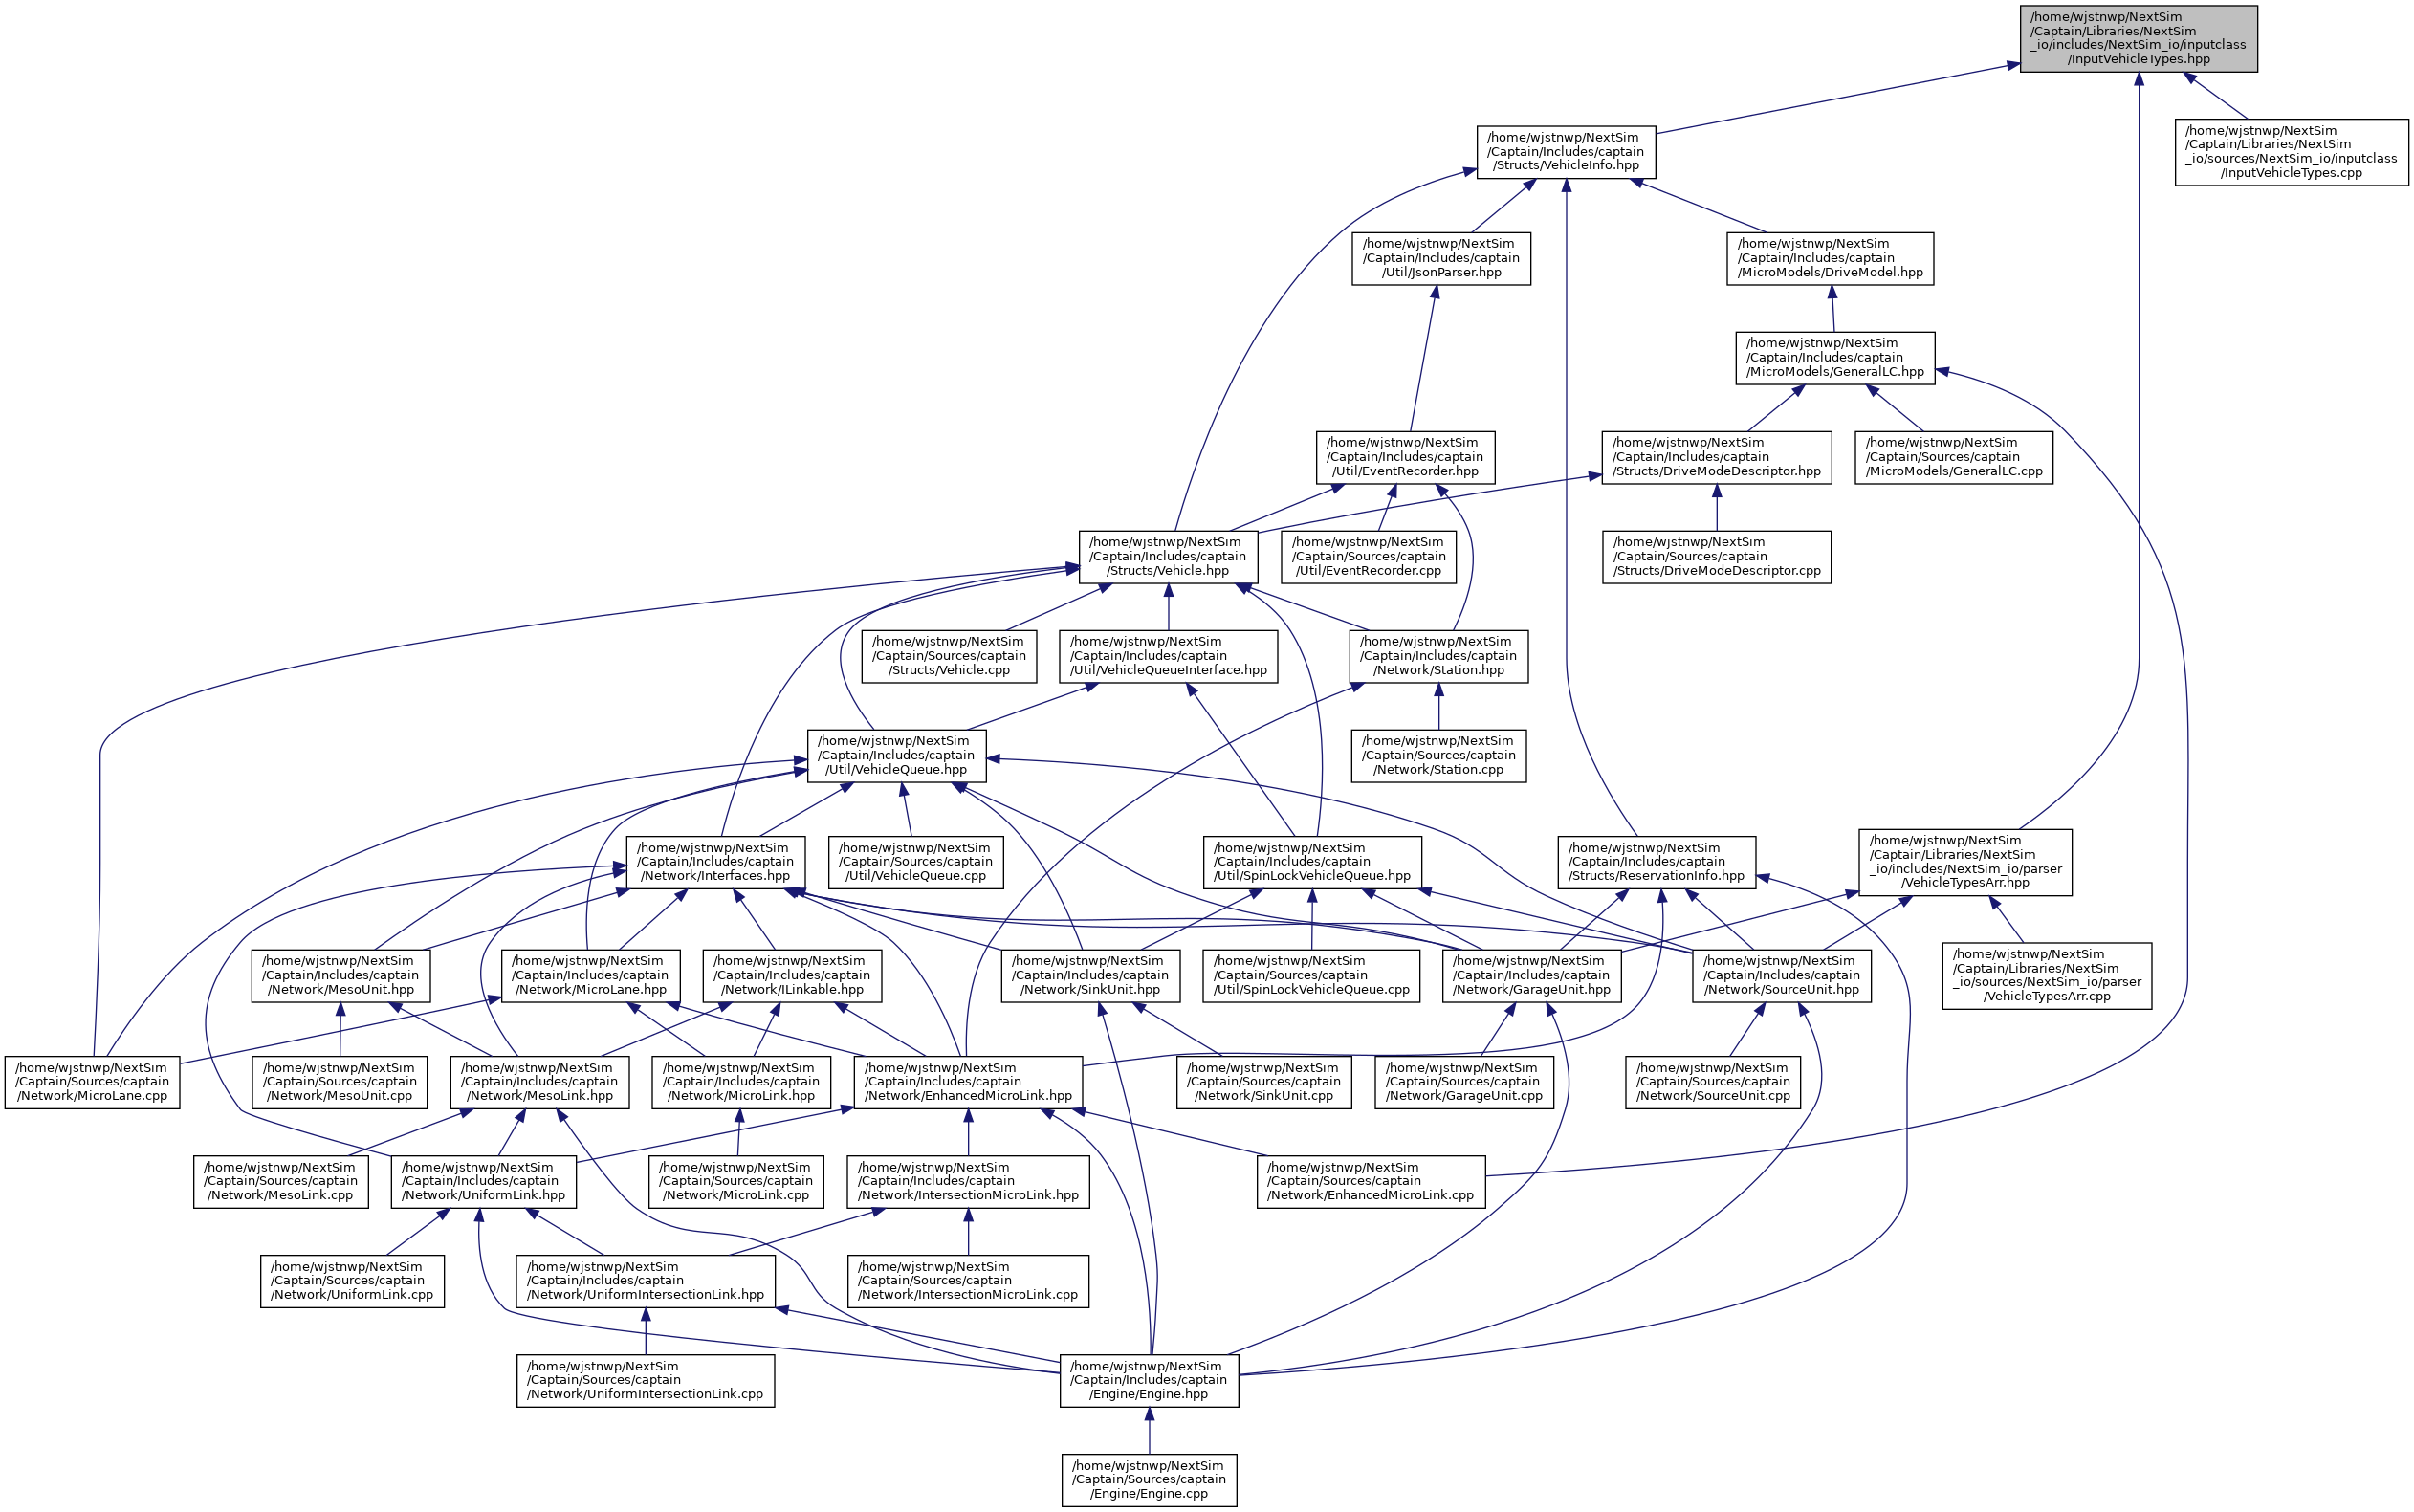 /home/wjstnwp/NextSim
/Captain/Libraries/NextSim
_io/includes/NextSim_io/inputclass
/InputVehicleTypes.hpp
/home/wjstnwp/NextSim
/Captain/Includes/captain
/Structs/VehicleInfo.hpp
/home/wjstnwp/NextSim
/Captain/Libraries/NextSim
_io/sources/NextSim_io/inputclass
/InputVehicleTypes.cpp
/home/wjstnwp/NextSim
/Captain/Includes/captain
/Util/JsonParser.hpp
/home/wjstnwp/NextSim
/Captain/Includes/captain
/MicroModels/DriveModel.hpp
/home/wjstnwp/NextSim
/Captain/Includes/captain
/MicroModels/GeneralLC.hpp
/home/wjstnwp/NextSim
/Captain/Includes/captain
/Util/EventRecorder.hpp
/home/wjstnwp/NextSim
/Captain/Includes/captain
/Structs/DriveModeDescriptor.hpp
/home/wjstnwp/NextSim
/Captain/Sources/captain
/MicroModels/GeneralLC.cpp
/home/wjstnwp/NextSim
/Captain/Includes/captain
/Structs/Vehicle.hpp
/home/wjstnwp/NextSim
/Captain/Sources/captain
/Util/EventRecorder.cpp
/home/wjstnwp/NextSim
/Captain/Sources/captain
/Structs/DriveModeDescriptor.cpp
/home/wjstnwp/NextSim
/Captain/Sources/captain
/Structs/Vehicle.cpp
/home/wjstnwp/NextSim
/Captain/Includes/captain
/Util/VehicleQueueInterface.hpp
/home/wjstnwp/NextSim
/Captain/Includes/captain
/Network/Station.hpp
/home/wjstnwp/NextSim
/Captain/Includes/captain
/Util/VehicleQueue.hpp
/home/wjstnwp/NextSim
/Captain/Sources/captain
/Network/Station.cpp
/home/wjstnwp/NextSim
/Captain/Includes/captain
/Network/Interfaces.hpp
/home/wjstnwp/NextSim
/Captain/Sources/captain
/Util/VehicleQueue.cpp
/home/wjstnwp/NextSim
/Captain/Includes/captain
/Util/SpinLockVehicleQueue.hpp
/home/wjstnwp/NextSim
/Captain/Includes/captain
/Structs/ReservationInfo.hpp
/home/wjstnwp/NextSim
/Captain/Libraries/NextSim
_io/includes/NextSim_io/parser
/VehicleTypesArr.hpp
/home/wjstnwp/NextSim
/Captain/Includes/captain
/Network/MesoUnit.hpp
/home/wjstnwp/NextSim
/Captain/Includes/captain
/Network/MicroLane.hpp
/home/wjstnwp/NextSim
/Captain/Includes/captain
/Network/ILinkable.hpp
/home/wjstnwp/NextSim
/Captain/Includes/captain
/Network/SinkUnit.hpp
/home/wjstnwp/NextSim
/Captain/Sources/captain
/Util/SpinLockVehicleQueue.cpp
/home/wjstnwp/NextSim
/Captain/Includes/captain
/Network/GarageUnit.hpp
/home/wjstnwp/NextSim
/Captain/Includes/captain
/Network/SourceUnit.hpp
/home/wjstnwp/NextSim
/Captain/Libraries/NextSim
_io/sources/NextSim_io/parser
/VehicleTypesArr.cpp
/home/wjstnwp/NextSim
/Captain/Sources/captain
/Network/MicroLane.cpp
/home/wjstnwp/NextSim
/Captain/Sources/captain
/Network/MesoUnit.cpp
/home/wjstnwp/NextSim
/Captain/Includes/captain
/Network/MesoLink.hpp
/home/wjstnwp/NextSim
/Captain/Includes/captain
/Network/MicroLink.hpp
/home/wjstnwp/NextSim
/Captain/Includes/captain
/Network/EnhancedMicroLink.hpp
/home/wjstnwp/NextSim
/Captain/Sources/captain
/Network/SinkUnit.cpp
/home/wjstnwp/NextSim
/Captain/Sources/captain
/Network/GarageUnit.cpp
/home/wjstnwp/NextSim
/Captain/Sources/captain
/Network/SourceUnit.cpp
/home/wjstnwp/NextSim
/Captain/Sources/captain
/Network/MesoLink.cpp
/home/wjstnwp/NextSim
/Captain/Includes/captain
/Network/UniformLink.hpp
/home/wjstnwp/NextSim
/Captain/Sources/captain
/Network/MicroLink.cpp
/home/wjstnwp/NextSim
/Captain/Includes/captain
/Network/IntersectionMicroLink.hpp
/home/wjstnwp/NextSim
/Captain/Sources/captain
/Network/EnhancedMicroLink.cpp
/home/wjstnwp/NextSim
/Captain/Sources/captain
/Network/UniformLink.cpp
/home/wjstnwp/NextSim
/Captain/Includes/captain
/Network/UniformIntersectionLink.hpp
/home/wjstnwp/NextSim
/Captain/Sources/captain
/Network/IntersectionMicroLink.cpp
/home/wjstnwp/NextSim
/Captain/Sources/captain
/Network/UniformIntersectionLink.cpp
/home/wjstnwp/NextSim
/Captain/Includes/captain
/Engine/Engine.hpp
/home/wjstnwp/NextSim
/Captain/Sources/captain
/Engine/Engine.cpp